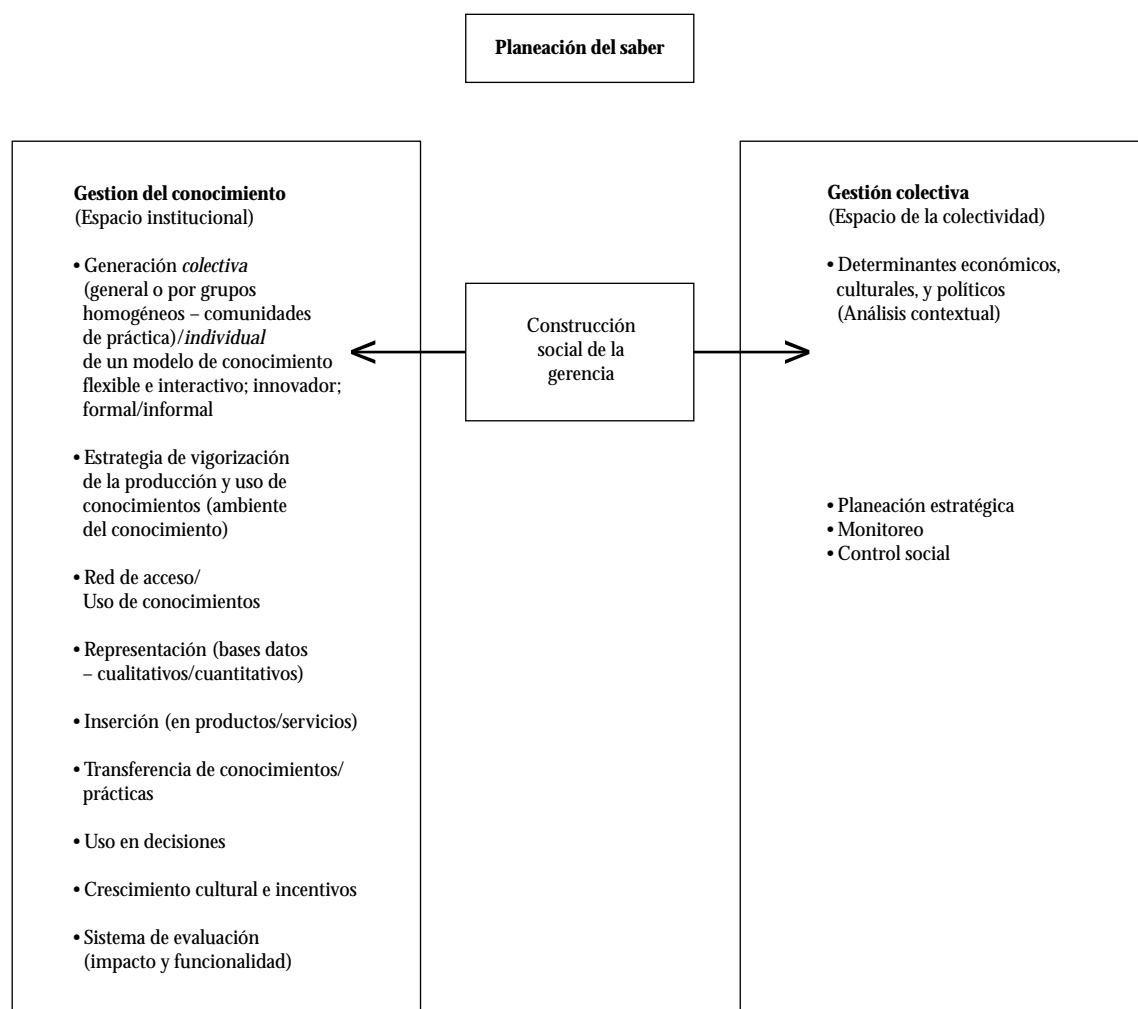 Planeación del saber
Gestion del conocimiento
(Espacio institucional)
• Generación colectiva
(general o por grupos
homogéneos – comunidades
de práctica)/individual
de un modelo de conocimiento
flexible e interactivo; innovador;
formal/informal
• Estrategia de vigorización
de la producción y uso de
conocimientos (ambiente
del conocimiento)
• Red de acceso/
Uso de conocimientos
• Representación (bases datos
– cualitativos/cuantitativos)
• Inserción (en productos/servicios)
• Transferencia de conocimientos/
prácticas
• Uso en decisiones
• Crescimiento cultural e incentivos
• Sistema de evaluación
(impacto y funcionalidad)
Construcción
social de la
gerencia
Gestión colectiva
(Espacio de la colectividad)
• Determinantes económicos,
culturales, y políticos
(Análisis contextual)
• Planeación estratégica
• Monitoreo
• Control social